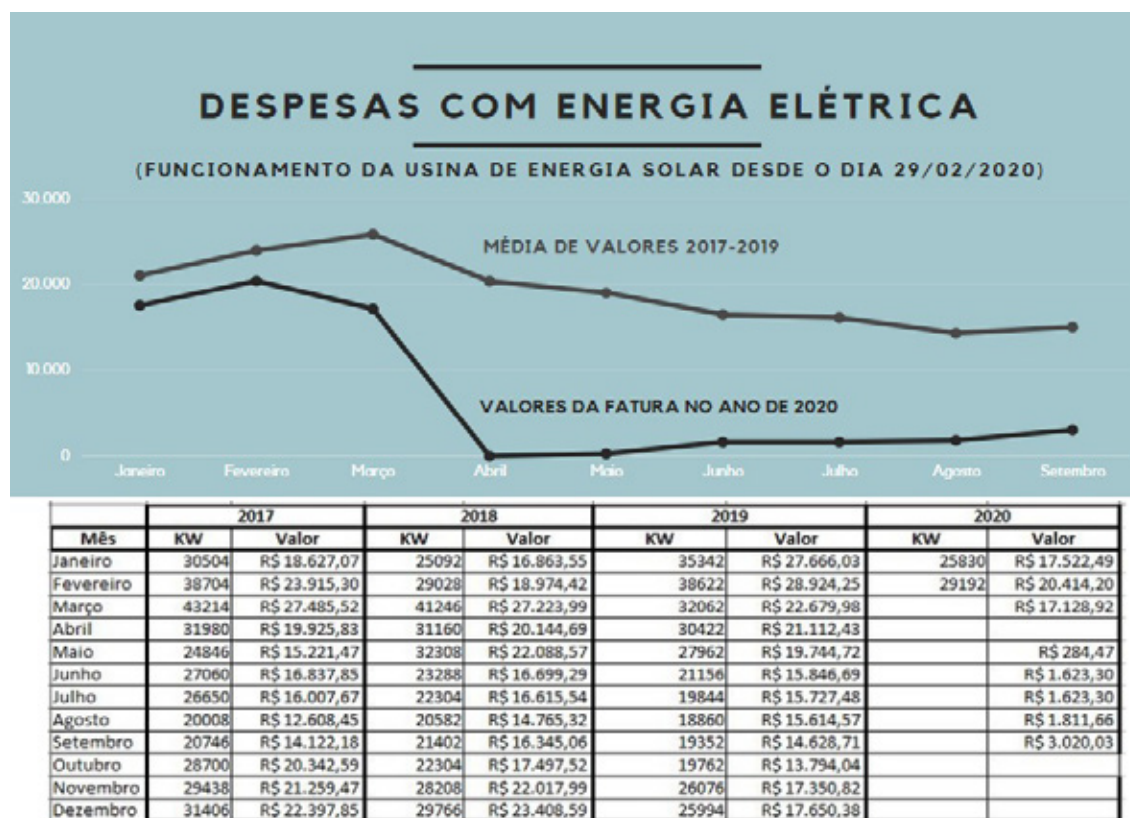 DESPESAS COM ENERGIA ELÉTRICA
(FUNCIONAMENTO DA USINA DE ENERGIA SOLAR DESDE O DIA 29/02/2020)
30.000
MÉDIA DE VALORES 2017-2019
20.000
10.000
VALORES DA FATURA NO ANO DE 2020
0
Janeiro Fevereiro Março Abril Maio Junho Julho Agosto Setembro
2017 2018 2019 2020
Mês KW Valor KW Valor KW Valor KW Valor
Janeiro 30504 R$ 18.627,07 25092 R$ 16.863,55 35342 R$ 27.666,03 25830 R$ 17.522,49
Fevereiro 38704 R$ 23.915,30 29028 R$ 18.974,42 38622 R$ 28.924,25 29192 R$ 20.414,20
Março 43214 R$ 27.485,52 41246 R$ 27.223,99 32062 R$ 22.679,98 R$ 17.128,92
Abril 31980 R$ 19.925,83 31160 R$ 20.144,69 30422 R$ 21.112,43
Maio 24846 R$ 15.221,47 32308 R$ 22.088,57 27962 R$ 19.744,72 R$ 284,47
Junho 27060 R$ 16.837,85 23288 R$ 16.699,29 21156 R$ 15.846,69 R$ 1.623,30
Julho 26650 R$ 16.007,67 22304 R$ 16.615,54 19844 R$ 15.727,48 R$ 1.623,30
Agosto 20008 R$ 12.608,45 20582 R$ 14.765,32 18860 R$ 15.614,57 R$ 1.811,66
Setembro 20746 R$ 14.122,18 21402 R$ 16.345,06 19352 R$ 14.628,71 R$ 3.020,03
Outubro 28700 R$ 20.342,59 22304 R$ 17.497,52 19762 R$ 13.794,04
Novembro 29438 R$ 21.259,47 28208 R$ 22.017,99 26076 R$ 17.350,82
Dezembro 31406 R$ 22.397,85 29766 R$ 23.408,59 25994 R$ 17.650,38